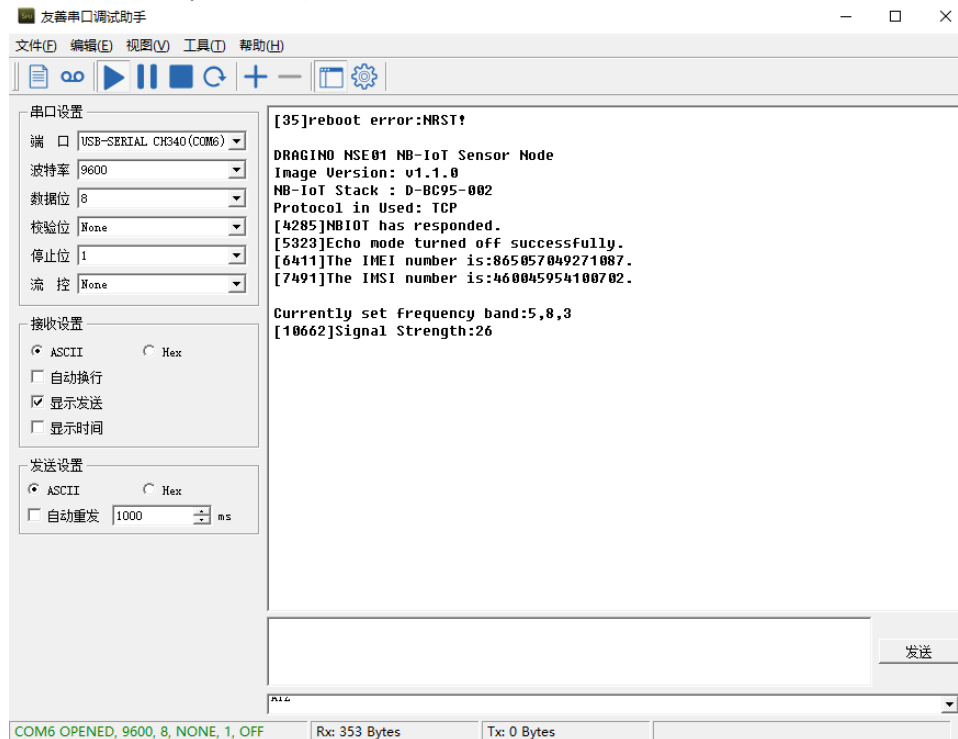 友善串口调试助手
文件(F) 编辑(E) 视图(V) 工具(T) 帮助(H)
串口设置
端 口 USB-SERIAL CH340(COM6)
波特率 9600
数据位 8
校验位 None
停止位 1
流 控 None
接收设置
ASCII Hex
自动换行
显示发送
显示时间
发送设置
ASCII Hex
自动重发 1000 ms
[35]reboot error:NRST!
DRAGINO NSE01 NB-IoT Sensor Node
Image Version: v1.1.0
NB-IoT Stack : D-BC95-002
Protocol in Used: TCP
[4285]NBIOT has responded.
[5323]Echo mode turned off successfully.
[6411]The IMEI number is:865057049271087.
[7491]The IMSI number is:460045954100702.
Currently set frequency band:5,8,3
[10662]Signal Strength:26
发送
COM6 OPENED, 9600, 8, NONE, 1, OFF Rx: 353 Bytes Tx: 0 Bytes